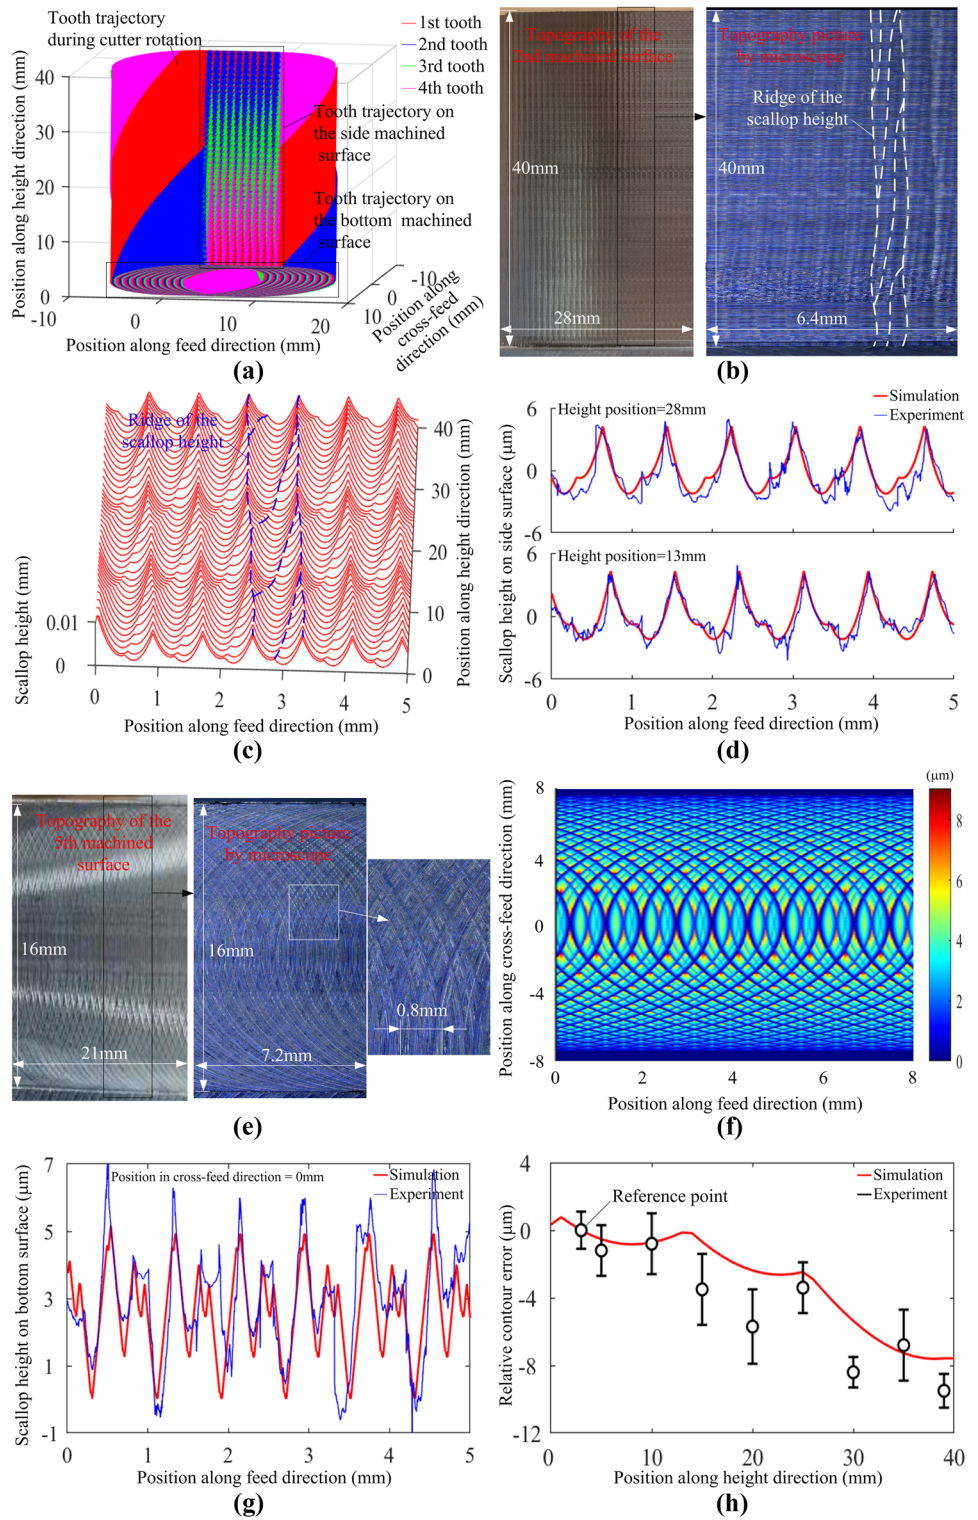 Tooth trajectory
during cutter rotation
1st tooth
2nd tooth
3rd tooth
4th tooth
Tooth trajectory on
the side machined
surface
Tooth trajectory on
the bottom machined
surface
Position along height direction (mm)
40
30
20
10
0
-10
0
10
20
Position along feed direction (mm)
-10
0
10
Position along
cross-feed
direction (mm)
(a)
Topography of the
2nd machined surface
40mm
28mm
Topography picture
by microscope
Ridge of the
scallop height
40mm
6.4mm
(b)
Ridge of the
scallop height
Scallop height (mm)
0.01
0
0
1
2
3
4
5
Position along feed direction (mm)
40
30
20
10
0
Position along height direction (mm)
(c)
Simulation
Experiment
Height position=28mm
6
0
-6
Height position=13mm
6
0
-6
Scallop height on side surface (μm)
0
1
2
3
4
5
Position along feed direction (mm)
(d)
Topography of the
5th machined
surface
16mm
21mm
Topography picture
by microscope
16mm
7.2mm
0.8mm
(e)
Position along cross-feed direction (mm)
8
4
0
-4
-8
0
2
4
6
8
Position along feed direction (mm)
(μm)
8
6
4
2
0
(f)
Scallop height on bottom surface (μm)
7
5
3
1
-1
Position in cross-feed direction = 0mm
Simulation
Experiment
0
1
2
3
4
5
Position along feed direction (mm)
(g)
Relative contour error (μm)
4
0
-4
-8
-12
Reference point
Simulation
Experiment
0
10
20
30
40
Position along height direction (mm)
(h)